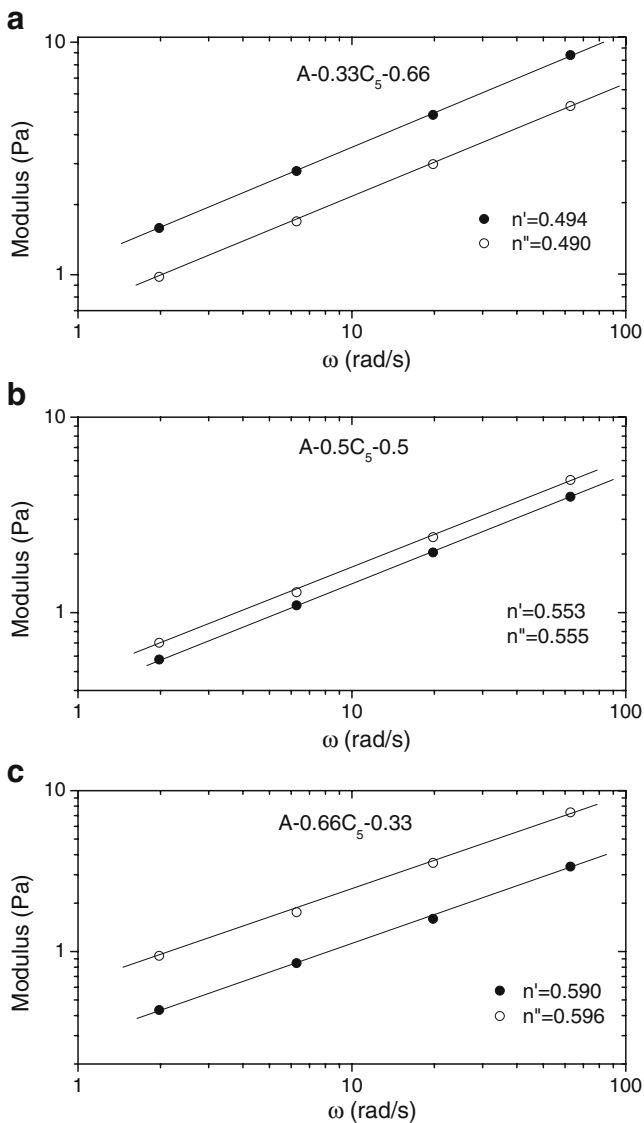 a
10
A-0.33C₅-0.66
Modulus (Pa)
n'=0.494
n"=0.490
1
1
10
100
ω (rad/s)
b
10
A-0.5C₅-0.5
Modulus (Pa)
1
n'=0.553
n"=0.555
1
10
100
ω (rad/s)
c
10
A-0.66C₅-0.33
Modulus (Pa)
1
n'=0.590
n"=0.596
1
10
100
ω (rad/s)